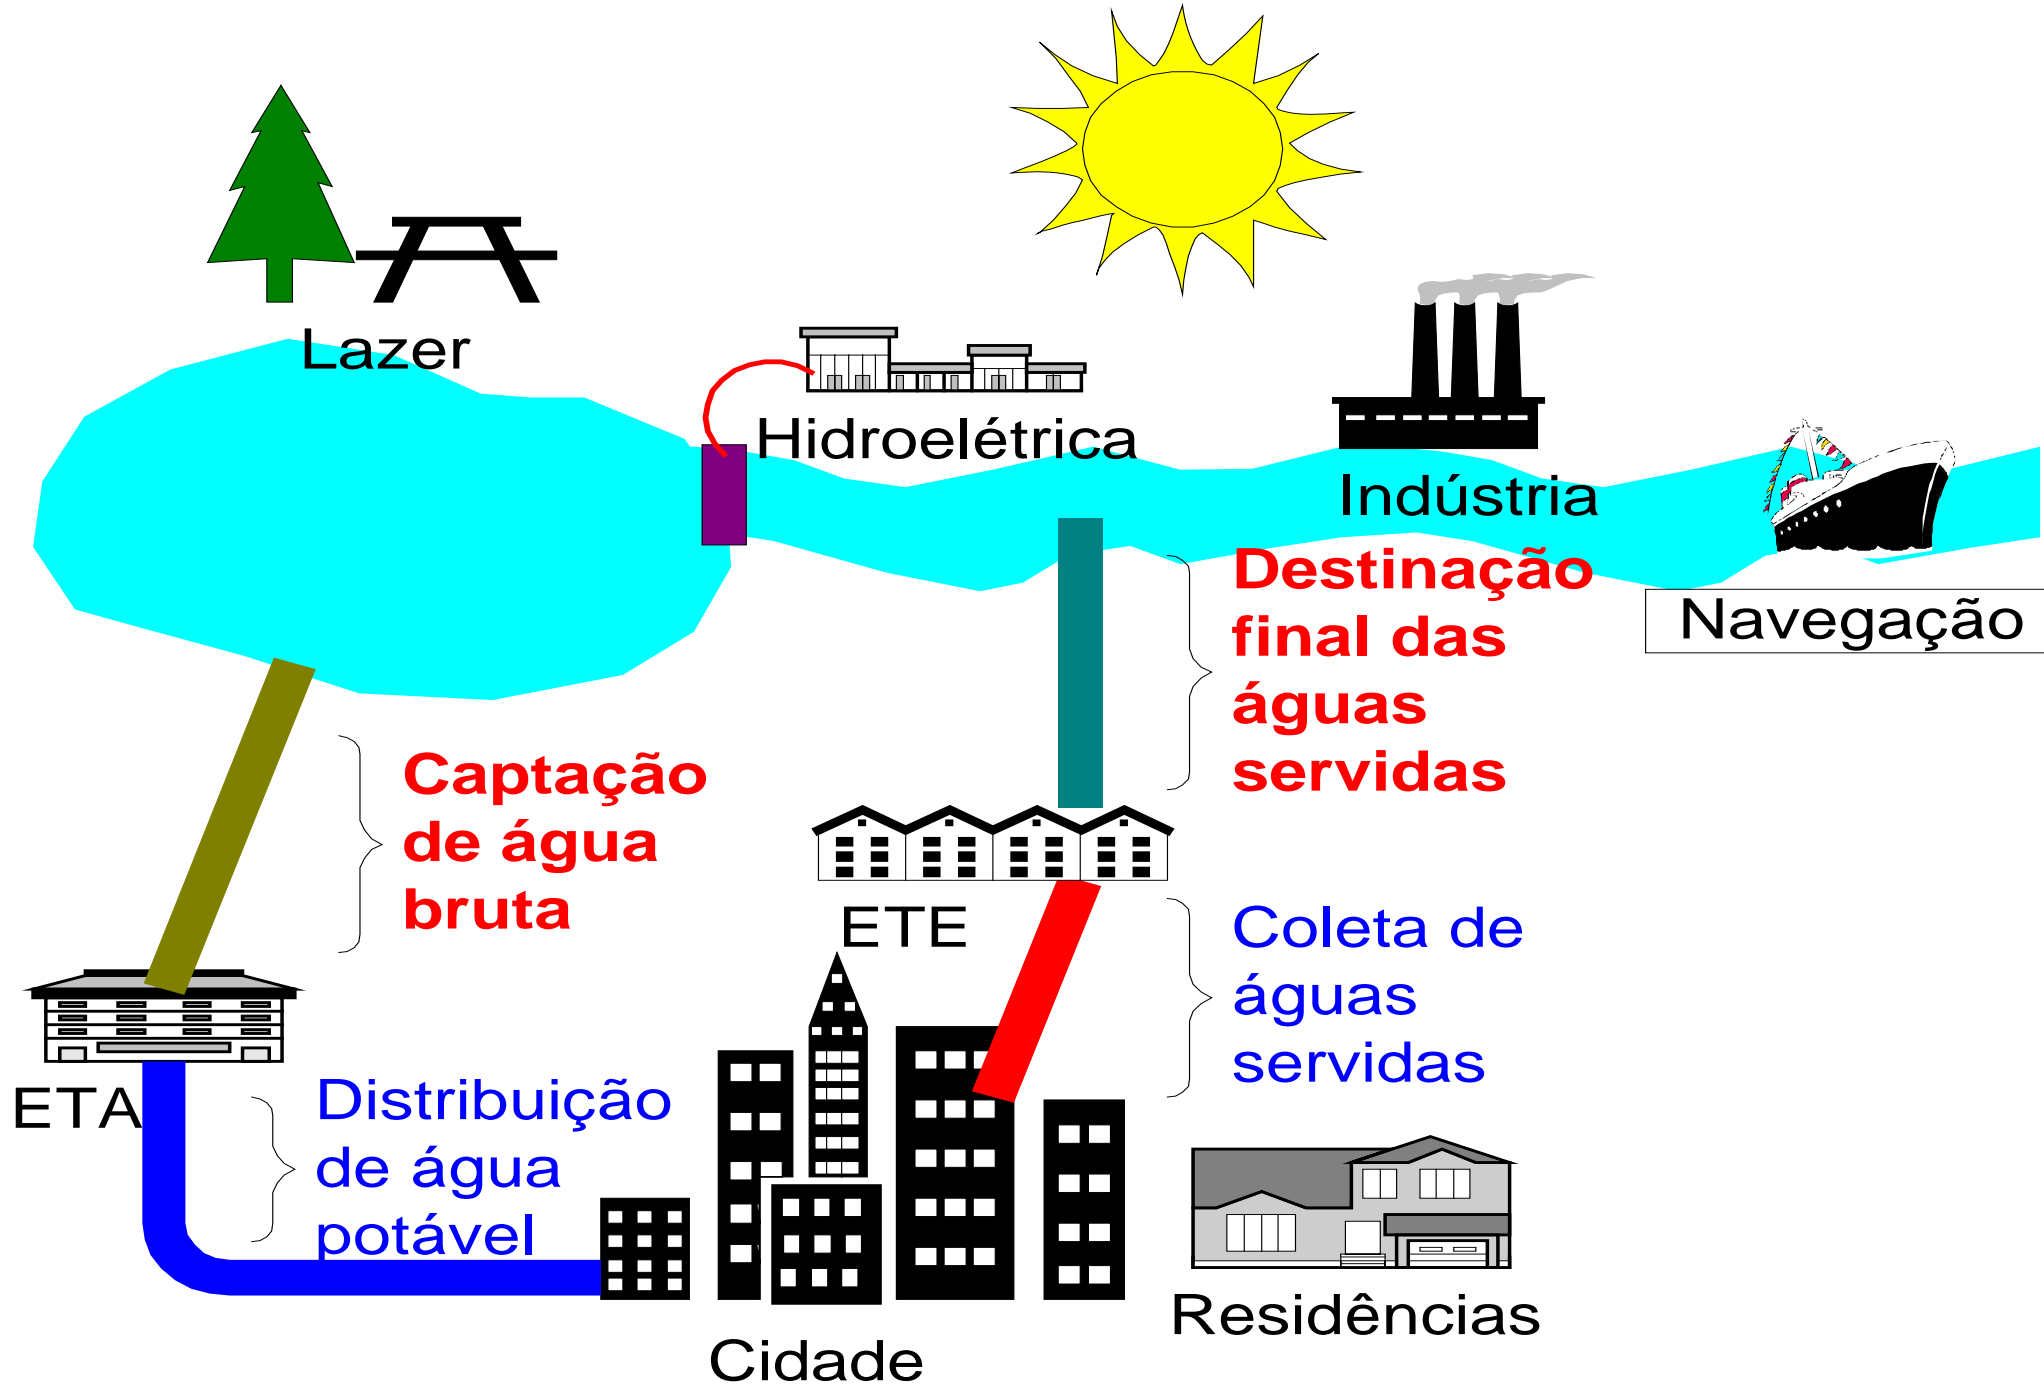 Lazer
Hidroelétrica
Indústria
Navegação
Destinação
final das
águas
servidas
Captação
de água
bruta
ETE
Coleta de
águas
servidas
ETA
Distribuição
de água
potável
Residências
Cidade